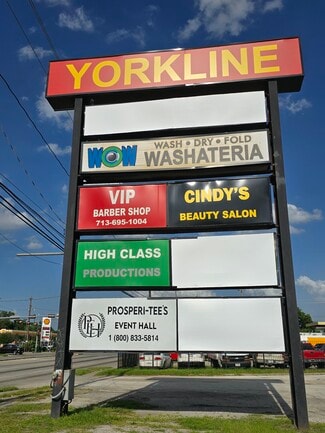 YORKLINE
WASH • DRY • FOLD
WOW WASHATERIA
VIP
BARBER SHOP
713-695-1004
CINDY'S
BEAUTY SALON
HIGH CLASS
PRODUCTIONS
PROSPERI-TEE'S
EVENT HALL
1 (800) 833-5814